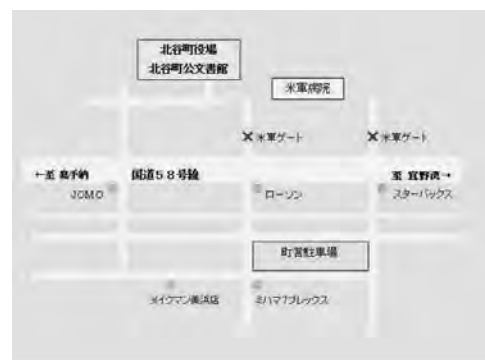 北谷町役場
北谷町公文書館
米軍病院
×米軍ゲート
×米軍ゲート
←至 嘉手納
国道58号線
至 宜野湾→
JOMO
ローソン
スターバックス
町営駐車場
メイクマン美浜店
ミハマ7プレックス